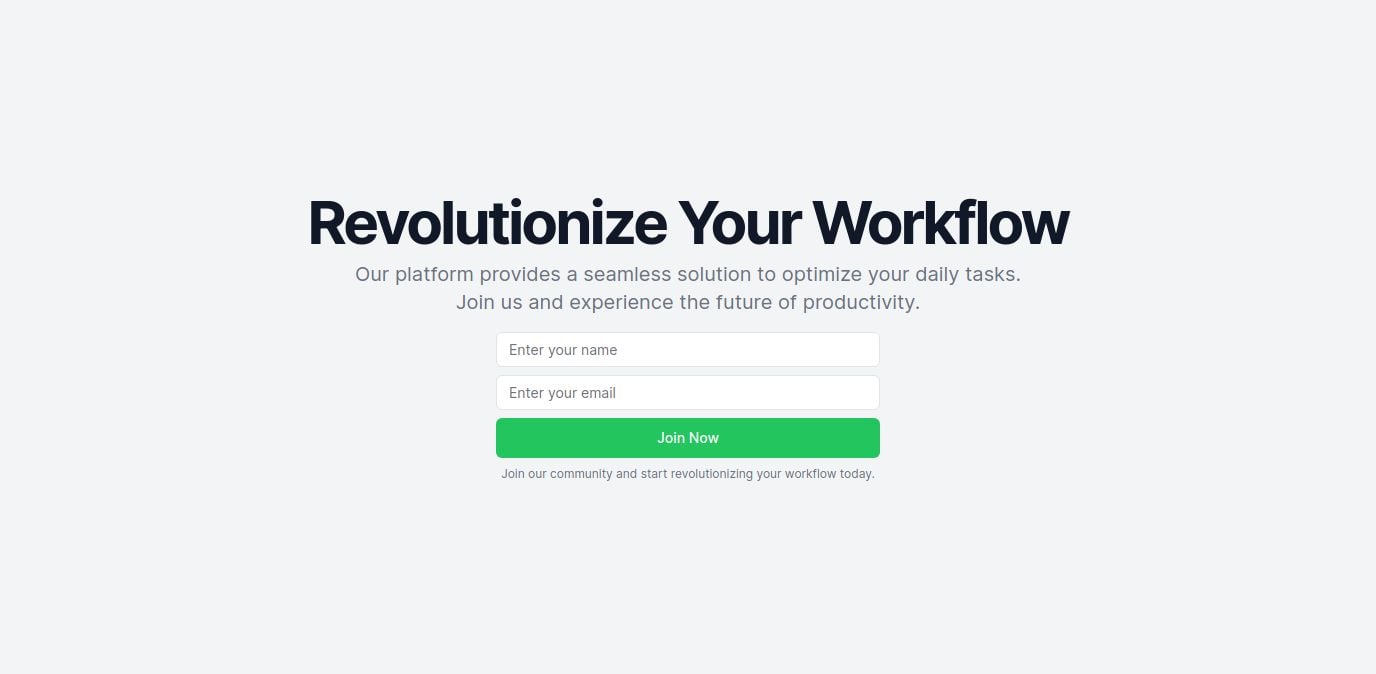 Revolutionize Your Workflow
Our platform provides a seamless solution to optimize your daily tasks.
Join us and experience the future of productivity.
Enter your name
Enter your email
Join Now
Join our community and start revolutionizing your workflow today.